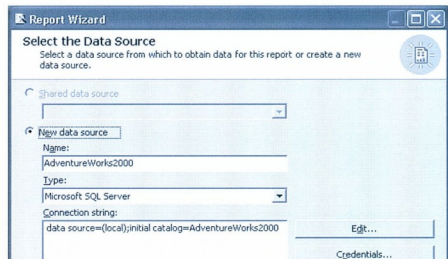 Report Wizard
Select the Data Source
Select a data source from which to obtain data for this report or create a new
data source.
Shared data source
New data source
Name:
AdventureWorks2000
Type:
Microsoft SQL Server
Connection string:
data source=(local);initial catalog=AdventureWorks2000
Edit...
Credentials...